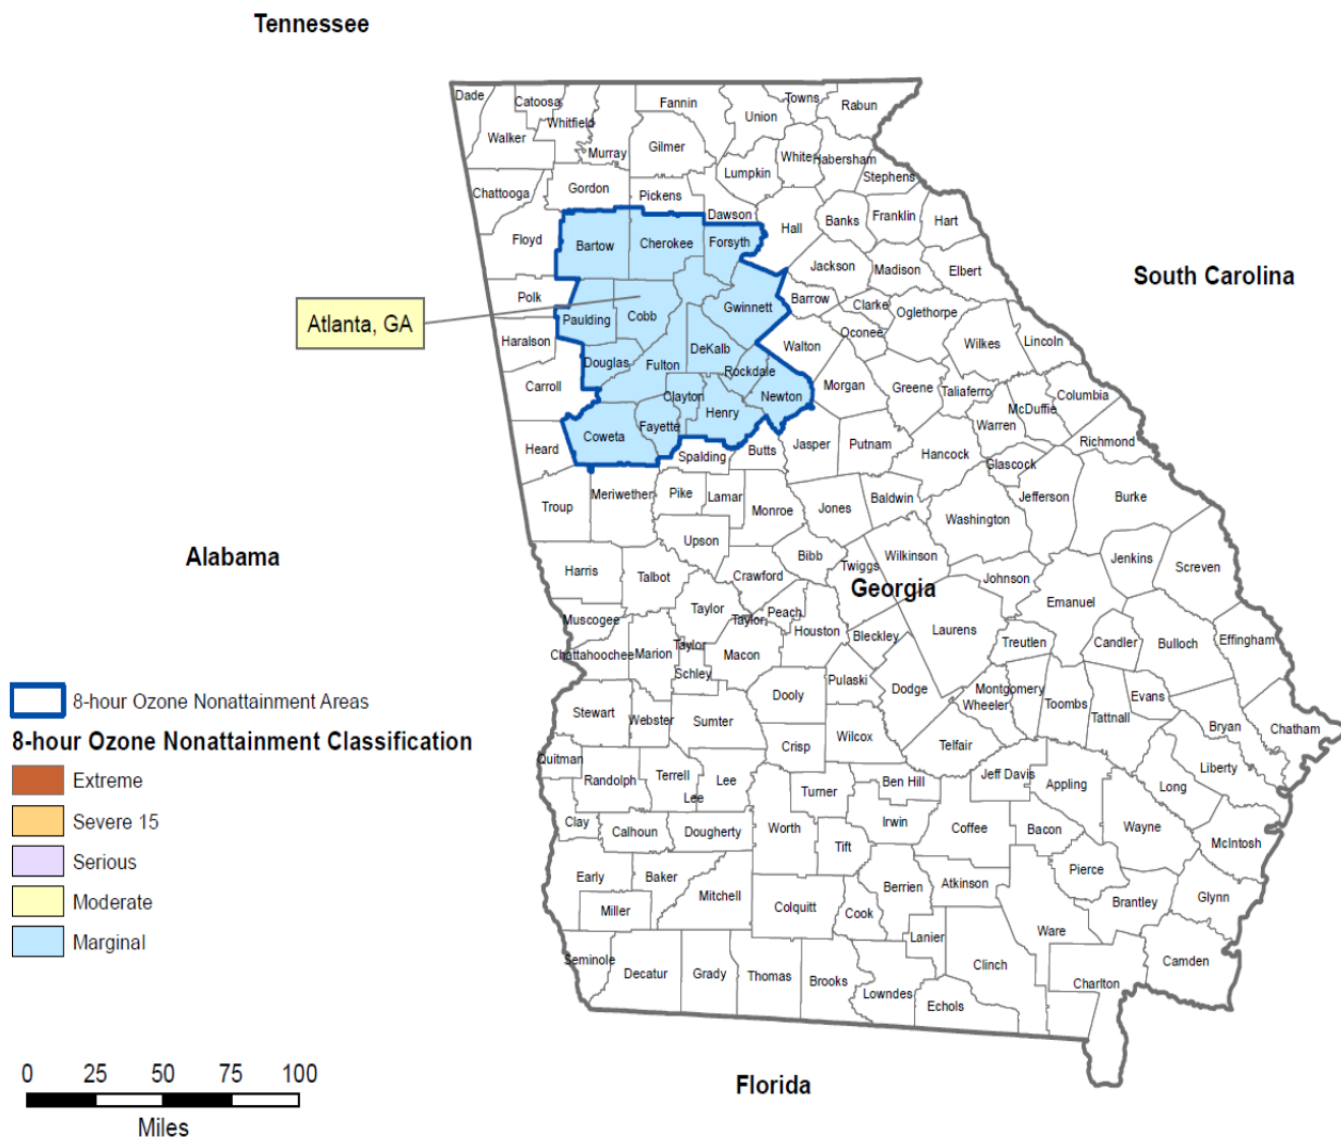 Tennessee
Dade
Catoosa
Whitfield
Walker
Murray
Fannin
Gilmer
Union
Towns
Rabun
White
Habersham
Lumpkin
Stephens
Chattooga
Gordon
Pickens
Dawson
Hall
Banks
Franklin
Hart
Floyd
Bartow
Cherokee
Forsyth
Jackson
Madison
Elbert
South Carolina
Polk
Atlanta, GA
Paulding
Cobb
Gwinnett
Barrow
Clarke
Oglethorpe
Oconee
Haralson
Douglas
Fulton
DeKalb
Rockdale
Walton
Wilkes
Lincoln
Carroll
Clayton
Henry
Newton
Morgan
Greene
Taliaferro
McDuffie
Columbia
Warren
Coweta
Fayette
Heard
Spalding
Butts
Jasper
Putnam
Hancock
Richmond
Glascock
Troup
Meriwether
Pike
Lamar
Monroe
Jones
Baldwin
Washington
Jefferson
Burke
Alabama
Upson
Bibb
Twiggs
Wilkinson
Georgia
Johnson
Jenkins
Screven
Harris
Talbot
Crawford
Taylor
Peach
Taylor
Houston
Bleckley
Laurens
Emanuel
Treutlen
Candler
Bulloch
Effingham
Muscogee
Chattahoochee
Marion
Taylor
Macon
Schley
Pulaski
Dooly
Dodge
Montgomery
Wheeler
Toombs
Tattnall
Evans
Bryan
Chatham
Stewart
Webster
Sumter
Crisp
Wilcox
Telfair
Quitman
Randolph
Terrell
Lee
Lee
Turner
Ben Hill
Jeff Davis
Appling
Long
Liberty
Clay
Calhoun
Dougherty
Worth
Tift
Irwin
Coffee
Bacon
Wayne
McIntosh
Early
Baker
Miller
Mitchell
Colquitt
Cook
Berrien
Atkinson
Pierce
Brantley
Glynn
Lanier
Ware
Seminole
Decatur
Grady
Thomas
Brooks
Lowndes
Clinch
Echols
Charlton
Camden
Florida
8-hour Ozone Nonattainment Areas
8-hour Ozone Nonattainment Classification
Extreme
Severe 15
Serious
Moderate
Marginal
0 25 50 75 100
Miles